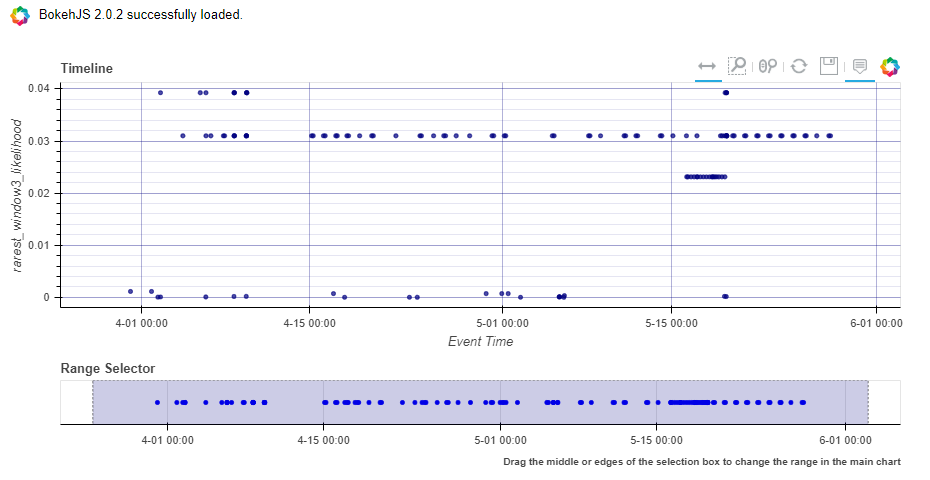 BokehJS 2.0.2 successfully loaded.
Timeline
0.04
0.03
0.02
0.01
0
rarest_window3_likelihood
4-01 00:00 4-15 00:00 5-01 00:00 5-15 00:00 6-01 00:00
Event Time
Range Selector
4-01 00:00 4-15 00:00 5-01 00:00 5-15 00:00 6-01 00:00
Drag the middle or edges of the selection box to change the range in the main chart